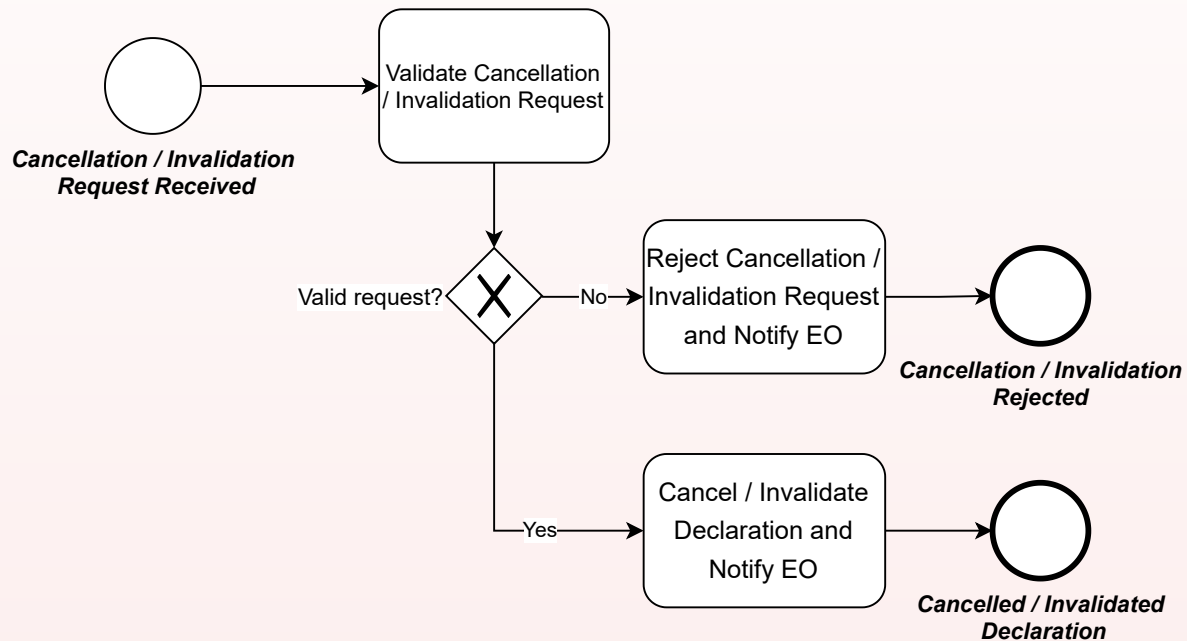 Validate Cancellation
/ Invalidation Request
Cancellation / Invalidation
Request Received
Valid request?
No
Reject Cancellation /
Invalidation Request
and Notify EO
Cancellation / Invalidation
Rejected
Yes
Cancel / Invalidate
Declaration and
Notify EO
Cancelled / Invalidated
Declaration